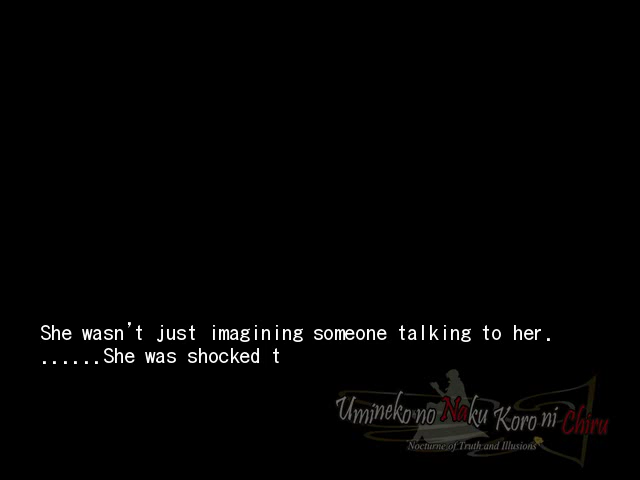 She wasn't just imagining someone talking to her.
......She was shocked t
Umineko no Naku Koro ni Chiru
Nocturne of Truth and Illusions